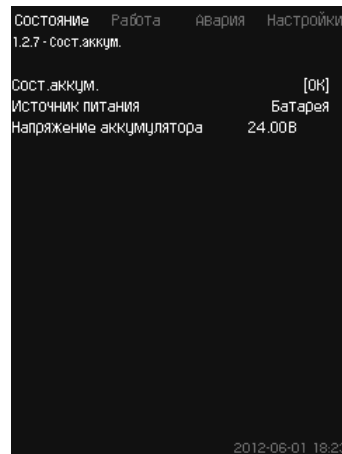 Состояние Работа Авария Настройки
1.2.7 - Сост.аккум.
Сост.аккум. [OK]
Источник питания Батарея
Напряжение аккумулятора 24.00В
2012-06-01 18:23